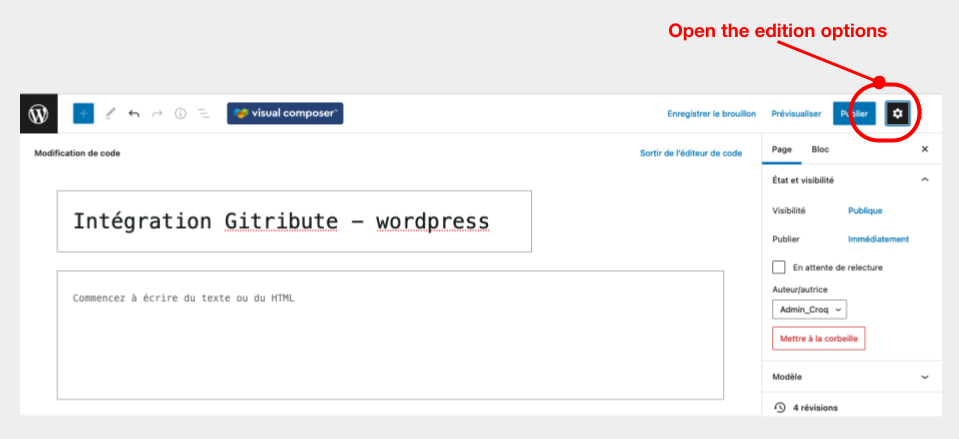 Open the edition options
visual composer™
Enregistrer le brouillon
Prévisualiser
Publier
Modification de code
Sortir de l'éditeur de code
Intégration Gitribute – wordpress
Commencez à écrire du texte ou du HTML
Page
Bloc
État et visibilité
Visibilité
Publique
Publier
Immédiatement
En attente de relecture
Auteur/autrice
Admin_Croq
Mettre à la corbeille
Modèle
4 révisions